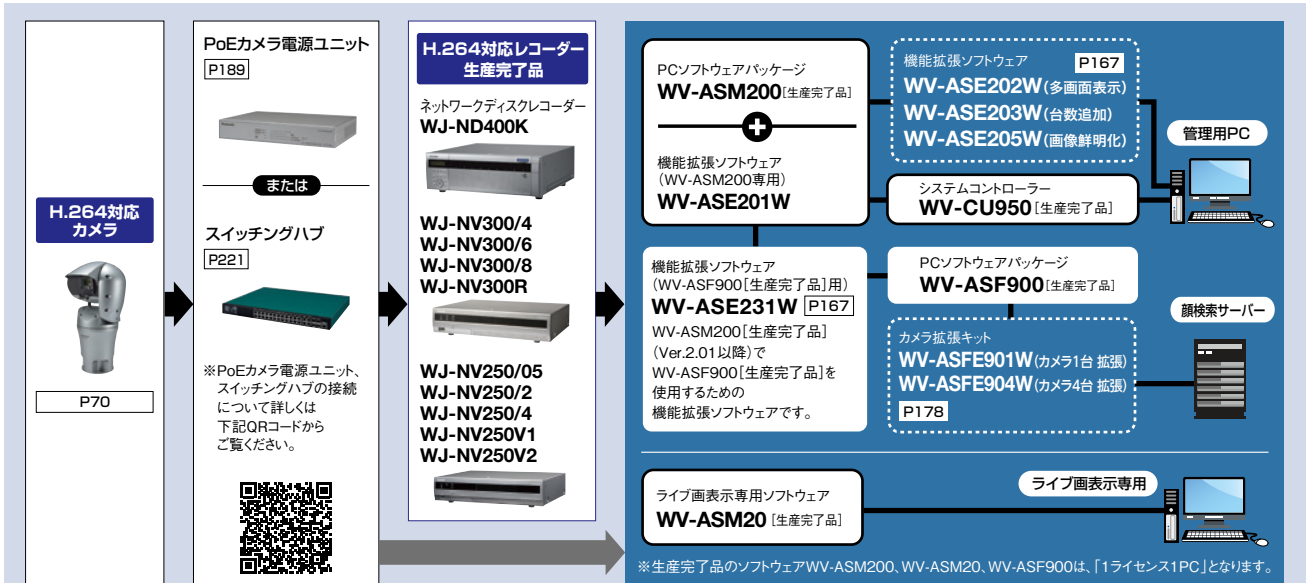 H.264対応
カメラ
P70
PoEカメラ電源ユニット
P189
または
スイッチングハブ
P221
※PoEカメラ電源ユニット、
スイッチングハブの接続
について詳しくは
下記QRコードから
ご覧ください。
H.264対応レコーダー
生産完了品
ネットワークディスクレコーダー
WJ-ND400K
WJ-NV300/4
WJ-NV300/6
WJ-NV300/8
WJ-NV300R
WJ-NV250/05
WJ-NV250/2
WJ-NV250/4
WJ-NV250V1
WJ-NV250V2
PCソフトウェアパッケージ
WV-ASM200[生産完了品]
機能拡張ソフトウェア
(WV-ASM200専用)
WV-ASE201W
機能拡張ソフトウェア P167
WV-ASE202W(多画面表示)
WV-ASE203W(台数追加)
WV-ASE205W(画像鮮明化)
管理用PC
システムコントローラー
WV-CU950[生産完了品]
機能拡張ソフトウェア
(WV-ASF900[生産完了品]用)
WV-ASE231W P167
WV-ASM200[生産完了品]
(Ver.2.01以降)で
WV-ASF900[生産完了品]を
使用するための
機能拡張ソフトウェアです。
PCソフトウェアパッケージ
WV-ASF900[生産完了品]
カメラ拡張キット
WV-ASFE901W(カメラ1台 拡張)
WV-ASFE904W(カメラ4台 拡張)
P178
顔検索サーバー
ライブ画表示専用ソフトウェア
WV-ASM20[生産完了品]
ライブ画表示専用
※生産完了品のソフトウェアWV-ASM200、WV-ASM20、WV-ASF900は、「1ライセンス1PC」となります。